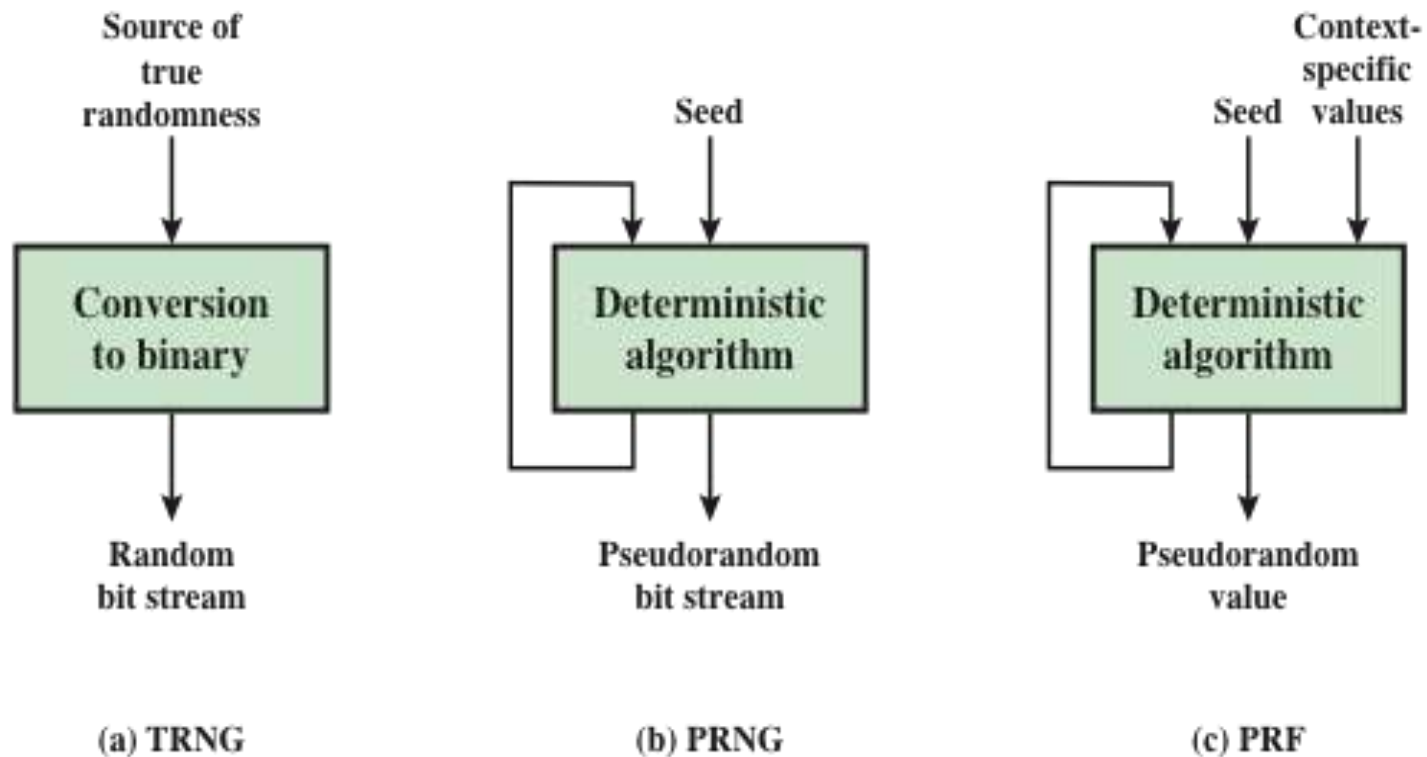 Source of
true
randomness
Conversion
to binary
Random
bit stream
(a) TRNG
Seed
Deterministic
algorithm
Pseudorandom
bit stream
(b) PRNG
Seed
Context-
specific
values
Deterministic
algorithm
Pseudorandom
value
(c) PRF